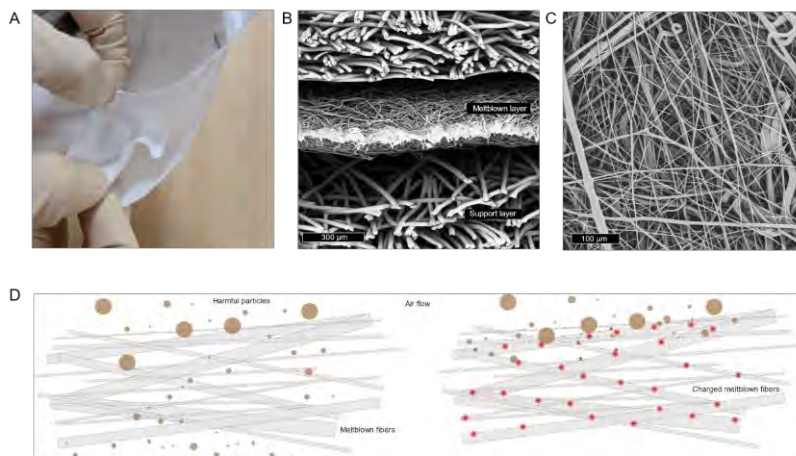 A
B
C
Meltblown layer
Support layer
300 µm
100 µm
D
Harmful particles
Air flow
Charged meltblown fibers
Meltblown fibers